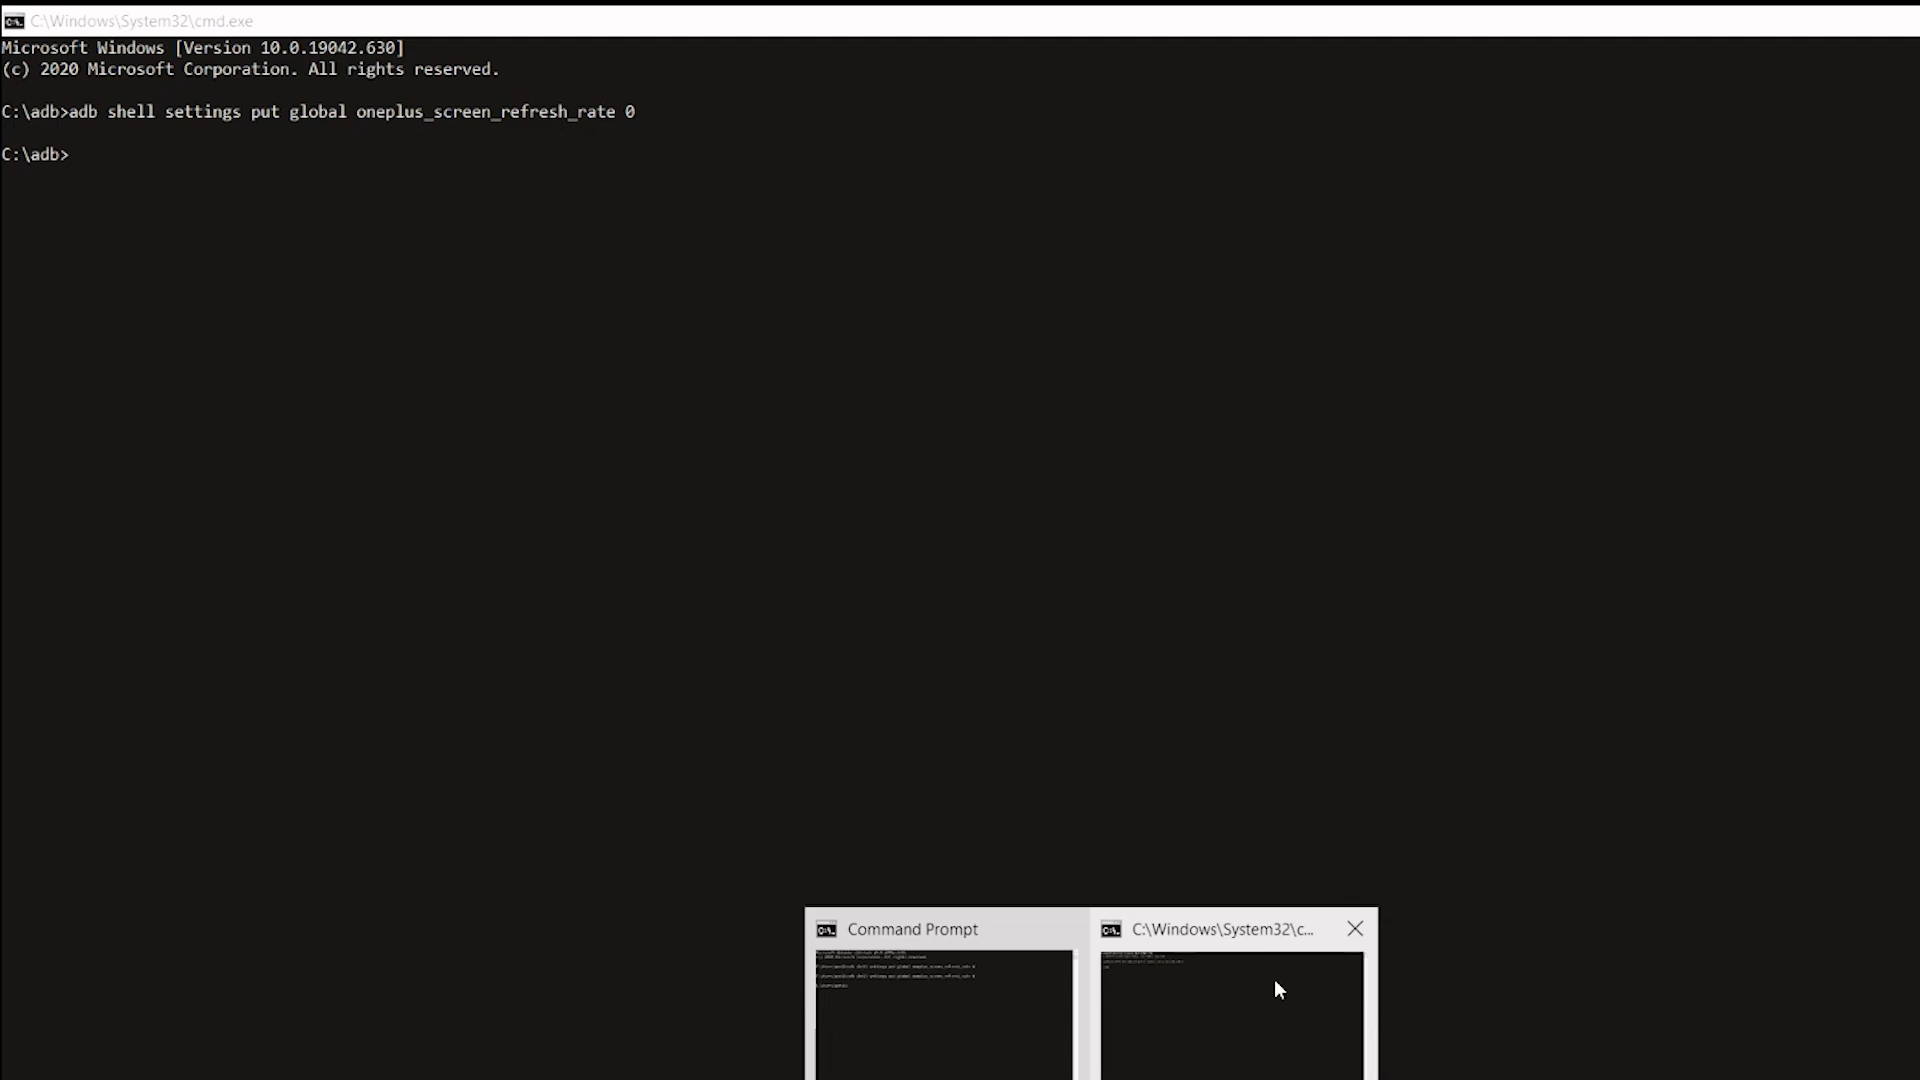 C:\Windows\System32\cmd.exe
Microsoft Windows [Version 10.0.19042.630]
(c) 2020 Microsoft Corporation. All rights reserved.
C:\adb>adb shell settings put global oneplus_screen_refresh_rate 0
C:\adb>
Command Prompt
C:\Windows\System32\c...